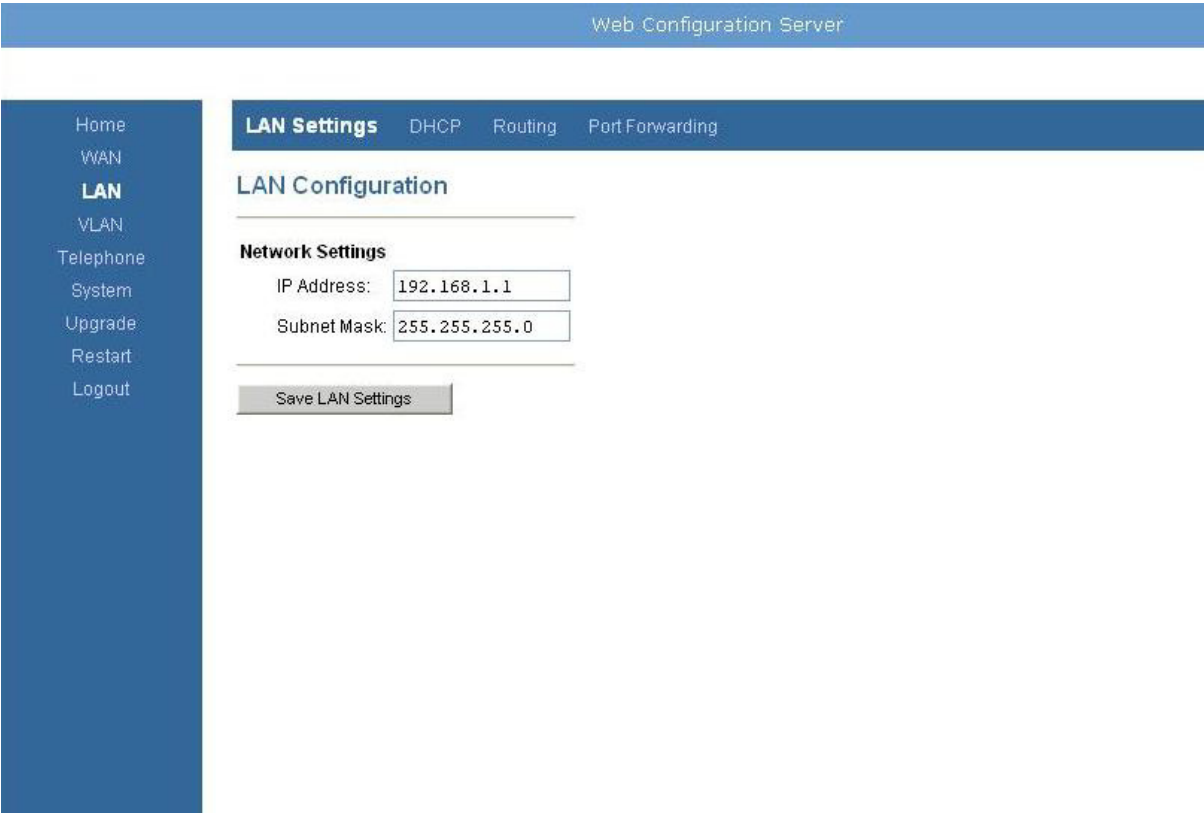 Web Configuration Server
Home
WAN
LAN
VLAN
Telephone
System
Upgrade
Restart
Logout
LAN Settings DHCP Routing Port Forwarding
LAN Configuration
Network Settings
IP Address: 192.168.1.1
Subnet Mask: 255.255.255.0
Save LAN Settings